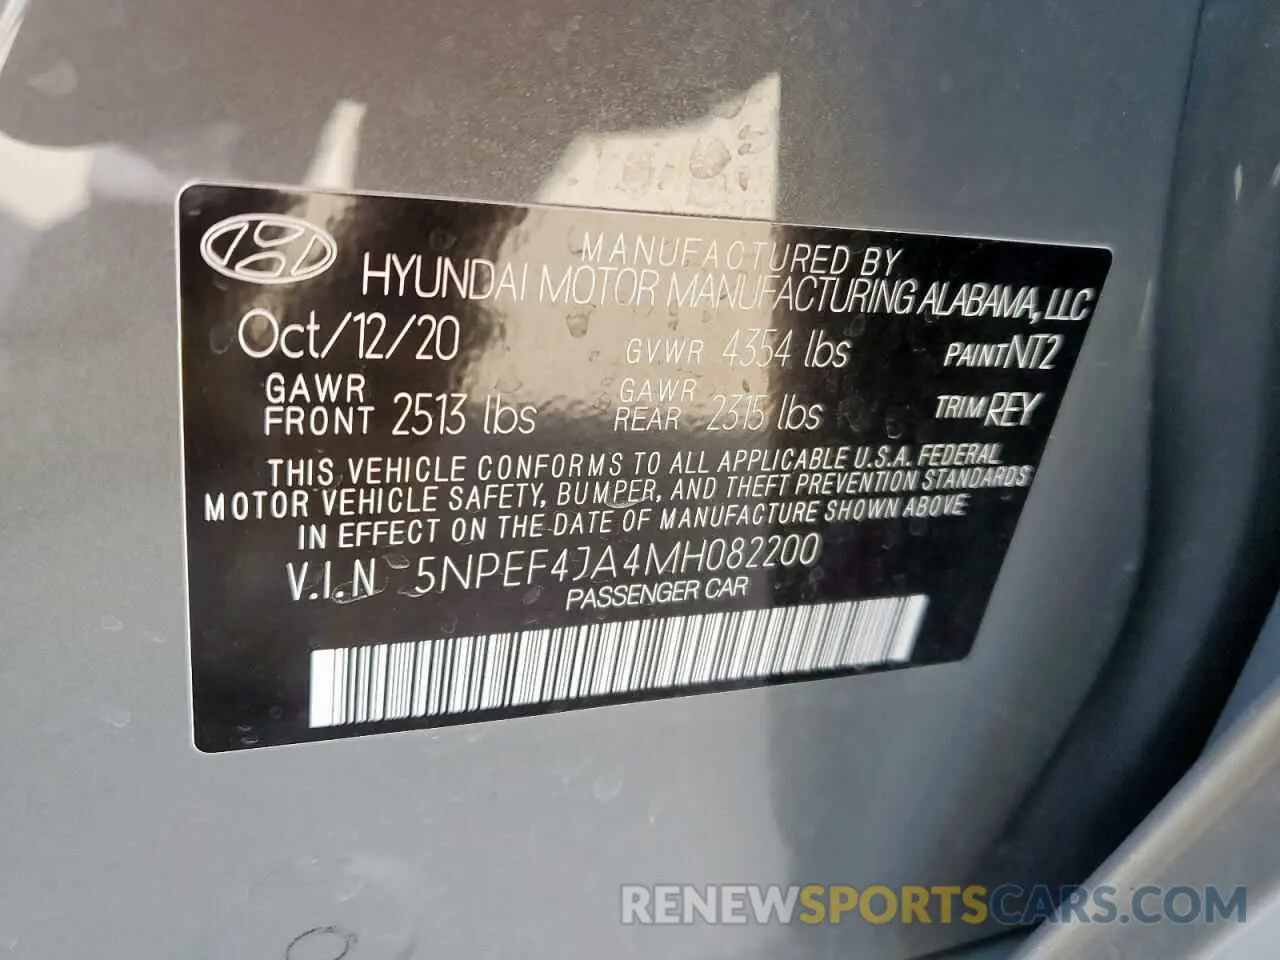 MANUFACTURED BY
HYUNDAI MOTOR MANUFACTURING ALABAMA, LLC
Oct/12/20 GVWR 4354 lbs PAINT NT2
GAWR FRONT 2513 lbs GAWR REAR 2315 lbs TRIM REY
THIS VEHICLE CONFORMS TO ALL APPLICABLE U.S.A. FEDERAL
MOTOR VEHICLE SAFETY, BUMPER, AND THEFT PREVENTION STANDARDS
IN EFFECT ON THE DATE OF MANUFACTURE SHOWN ABOVE
V.I.N 5NPEF4JA4MH082200
PASSENGER CAR
RENEWSPORTSCARS.COM